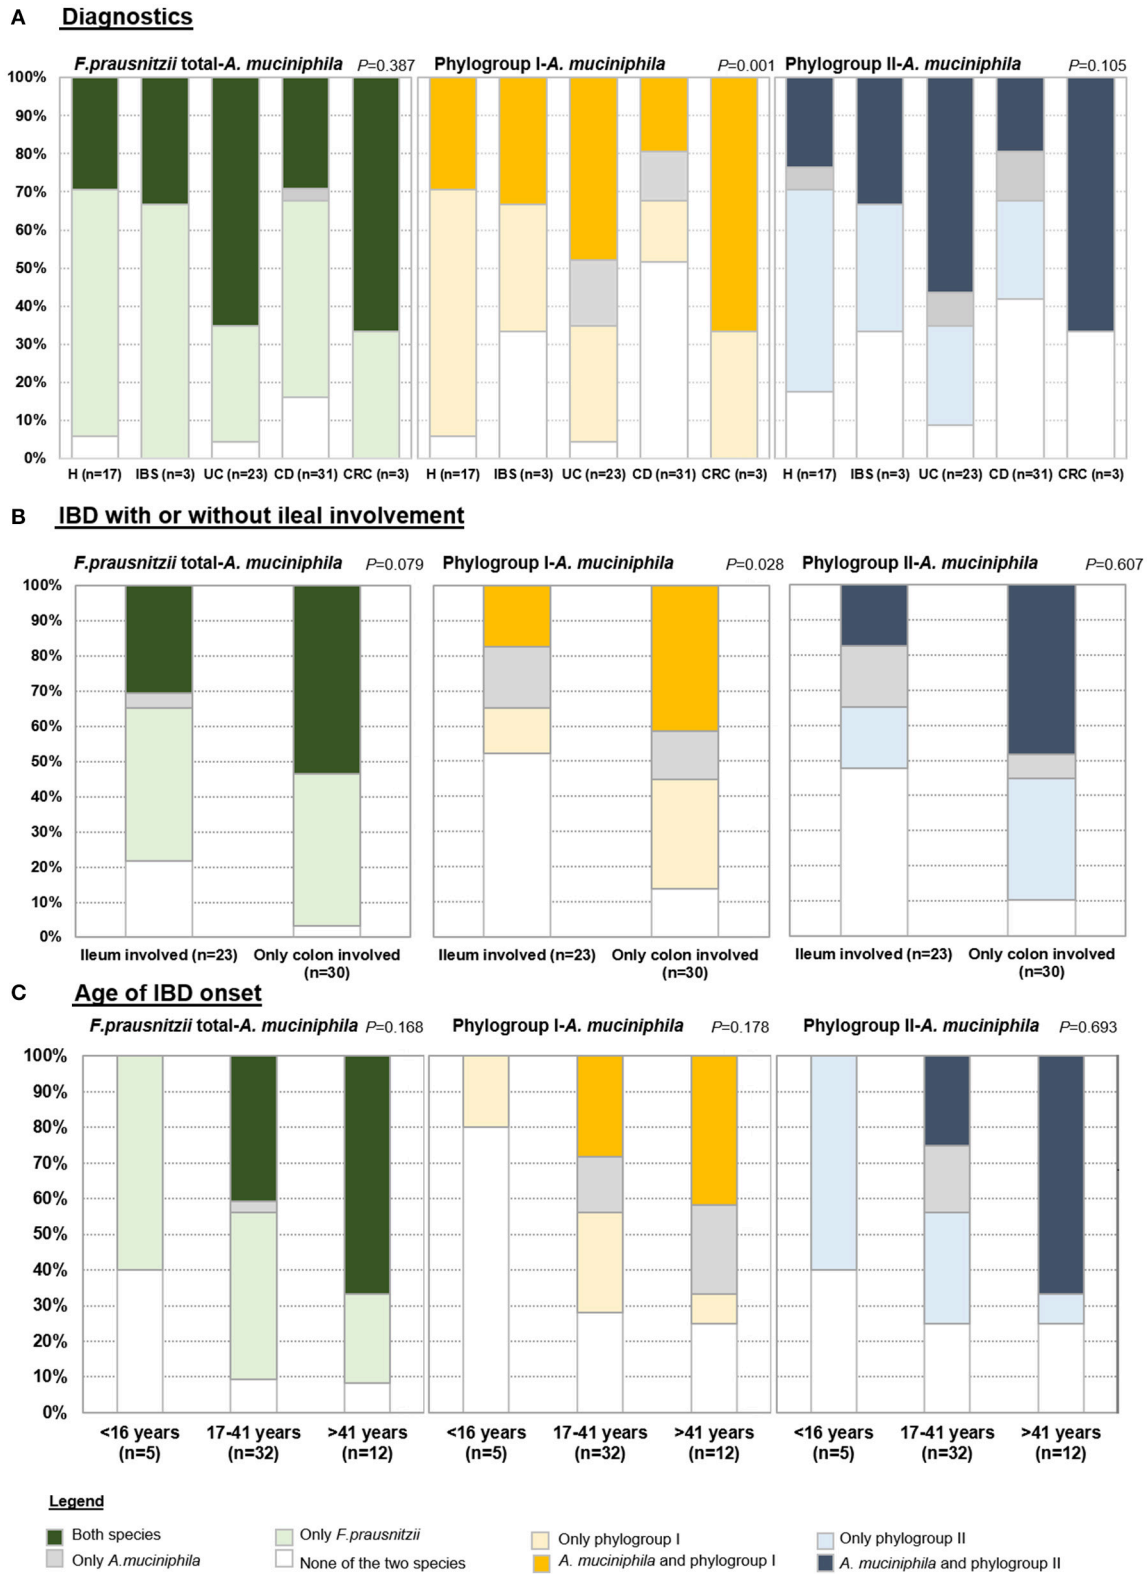 A Diagnostics
F.prausnitzii total-A. muciniphila P=0.387 Phylogroup I-A. muciniphila P=0.001 Phylogroup II-A. muciniphila P=0.105
100%
90%
80%
70%
60%
50%
40%
30%
20%
10%
0%
H (n=17) IBS (n=3) UC (n=23) CD (n=31) CRC (n=3) H (n=17) IBS (n=3) UC (n=23) CD (n=31) CRC (n=3) H (n=17) IBS (n=3) UC (n=23) CD (n=31) CRC (n=3)
B IBD with or without ileal involvement
F.prausnitzii total-A. muciniphila P=0.079 Phylogroup I-A. muciniphila P=0.028 Phylogroup II-A. muciniphila P=0.607
100%
90%
80%
70%
60%
50%
40%
30%
20%
10%
0%
Ileum involved (n=23) Only colon involved Ileum involved (n=23) Only colon involved Ileum involved (n=23) Only colon involved
(n=30) (n=30) (n=30)
C Age of IBD onset
F.prausnitzii total-A. muciniphila P=0.168 Phylogroup I-A. muciniphila P=0.178 Phylogroup II-A. muciniphila P=0.693
100%
90%
80%
70%
60%
50%
40%
30%
20%
10%
0%
<16 years 17-41 years >41 years <16 years 17-41 years >41 years <16 years 17-41 years >41 years
(n=5) (n=32) (n=12) (n=5) (n=32) (n=12) (n=5) (n=32) (n=12)
Legend
Both species Only F.prausnitzii Only phylogroup I Only phylogroup II
Only A.muciniphila None of the two species A. muciniphila and phylogroup I A. muciniphila and phylogroup II